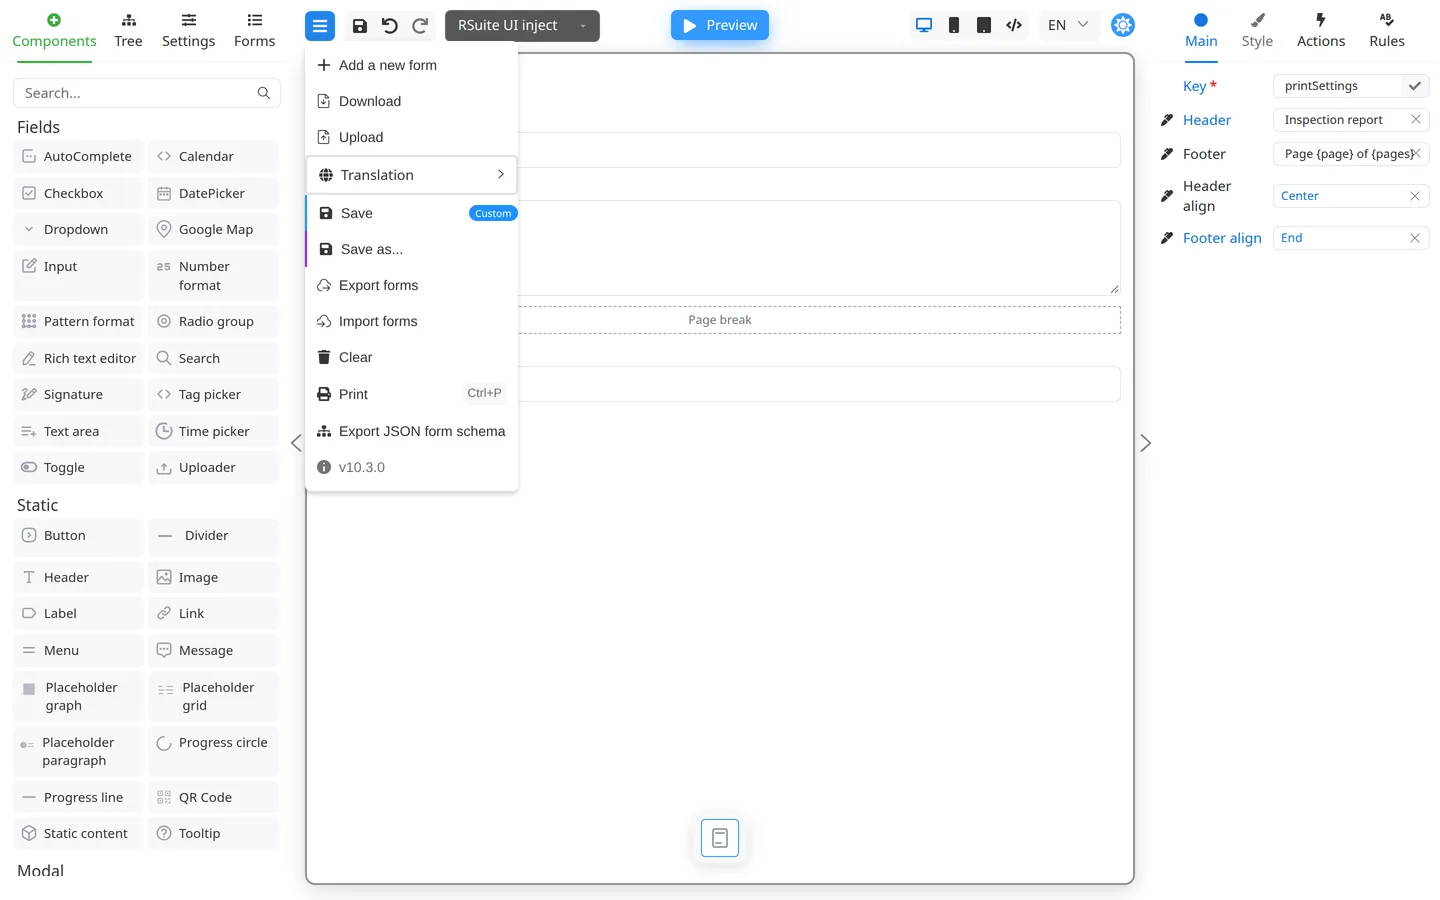 Components
Tree
Settings
Forms
RSuite UI inject
Preview
EN
Main
Style
Actions
Rules
Search...
Fields
AutoComplete
Calendar
Checkbox
DatePicker
Dropdown
Google Map
Input
Number
format
Pattern format
Radio group
Rich text editor
Search
Signature
Tag picker
Text area
Time picker
Toggle
Uploader
Static
Button
Divider
Header
Image
Label
Link
Menu
Message
Placeholder
graph
Placeholder
grid
Placeholder
paragraph
Progress circle
Progress line
QR Code
Static content
Tooltip
Modal
Add a new form
Download
Upload
Translation
Save
Custom
Save as...
Export forms
Import forms
Clear
Print
Ctrl+P
Export JSON form schema
v10.3.0
Page break
Key *
printSettings
Header
Inspection report
Footer
Page {page} of {pages}
Header
align
Center
Footer align
End